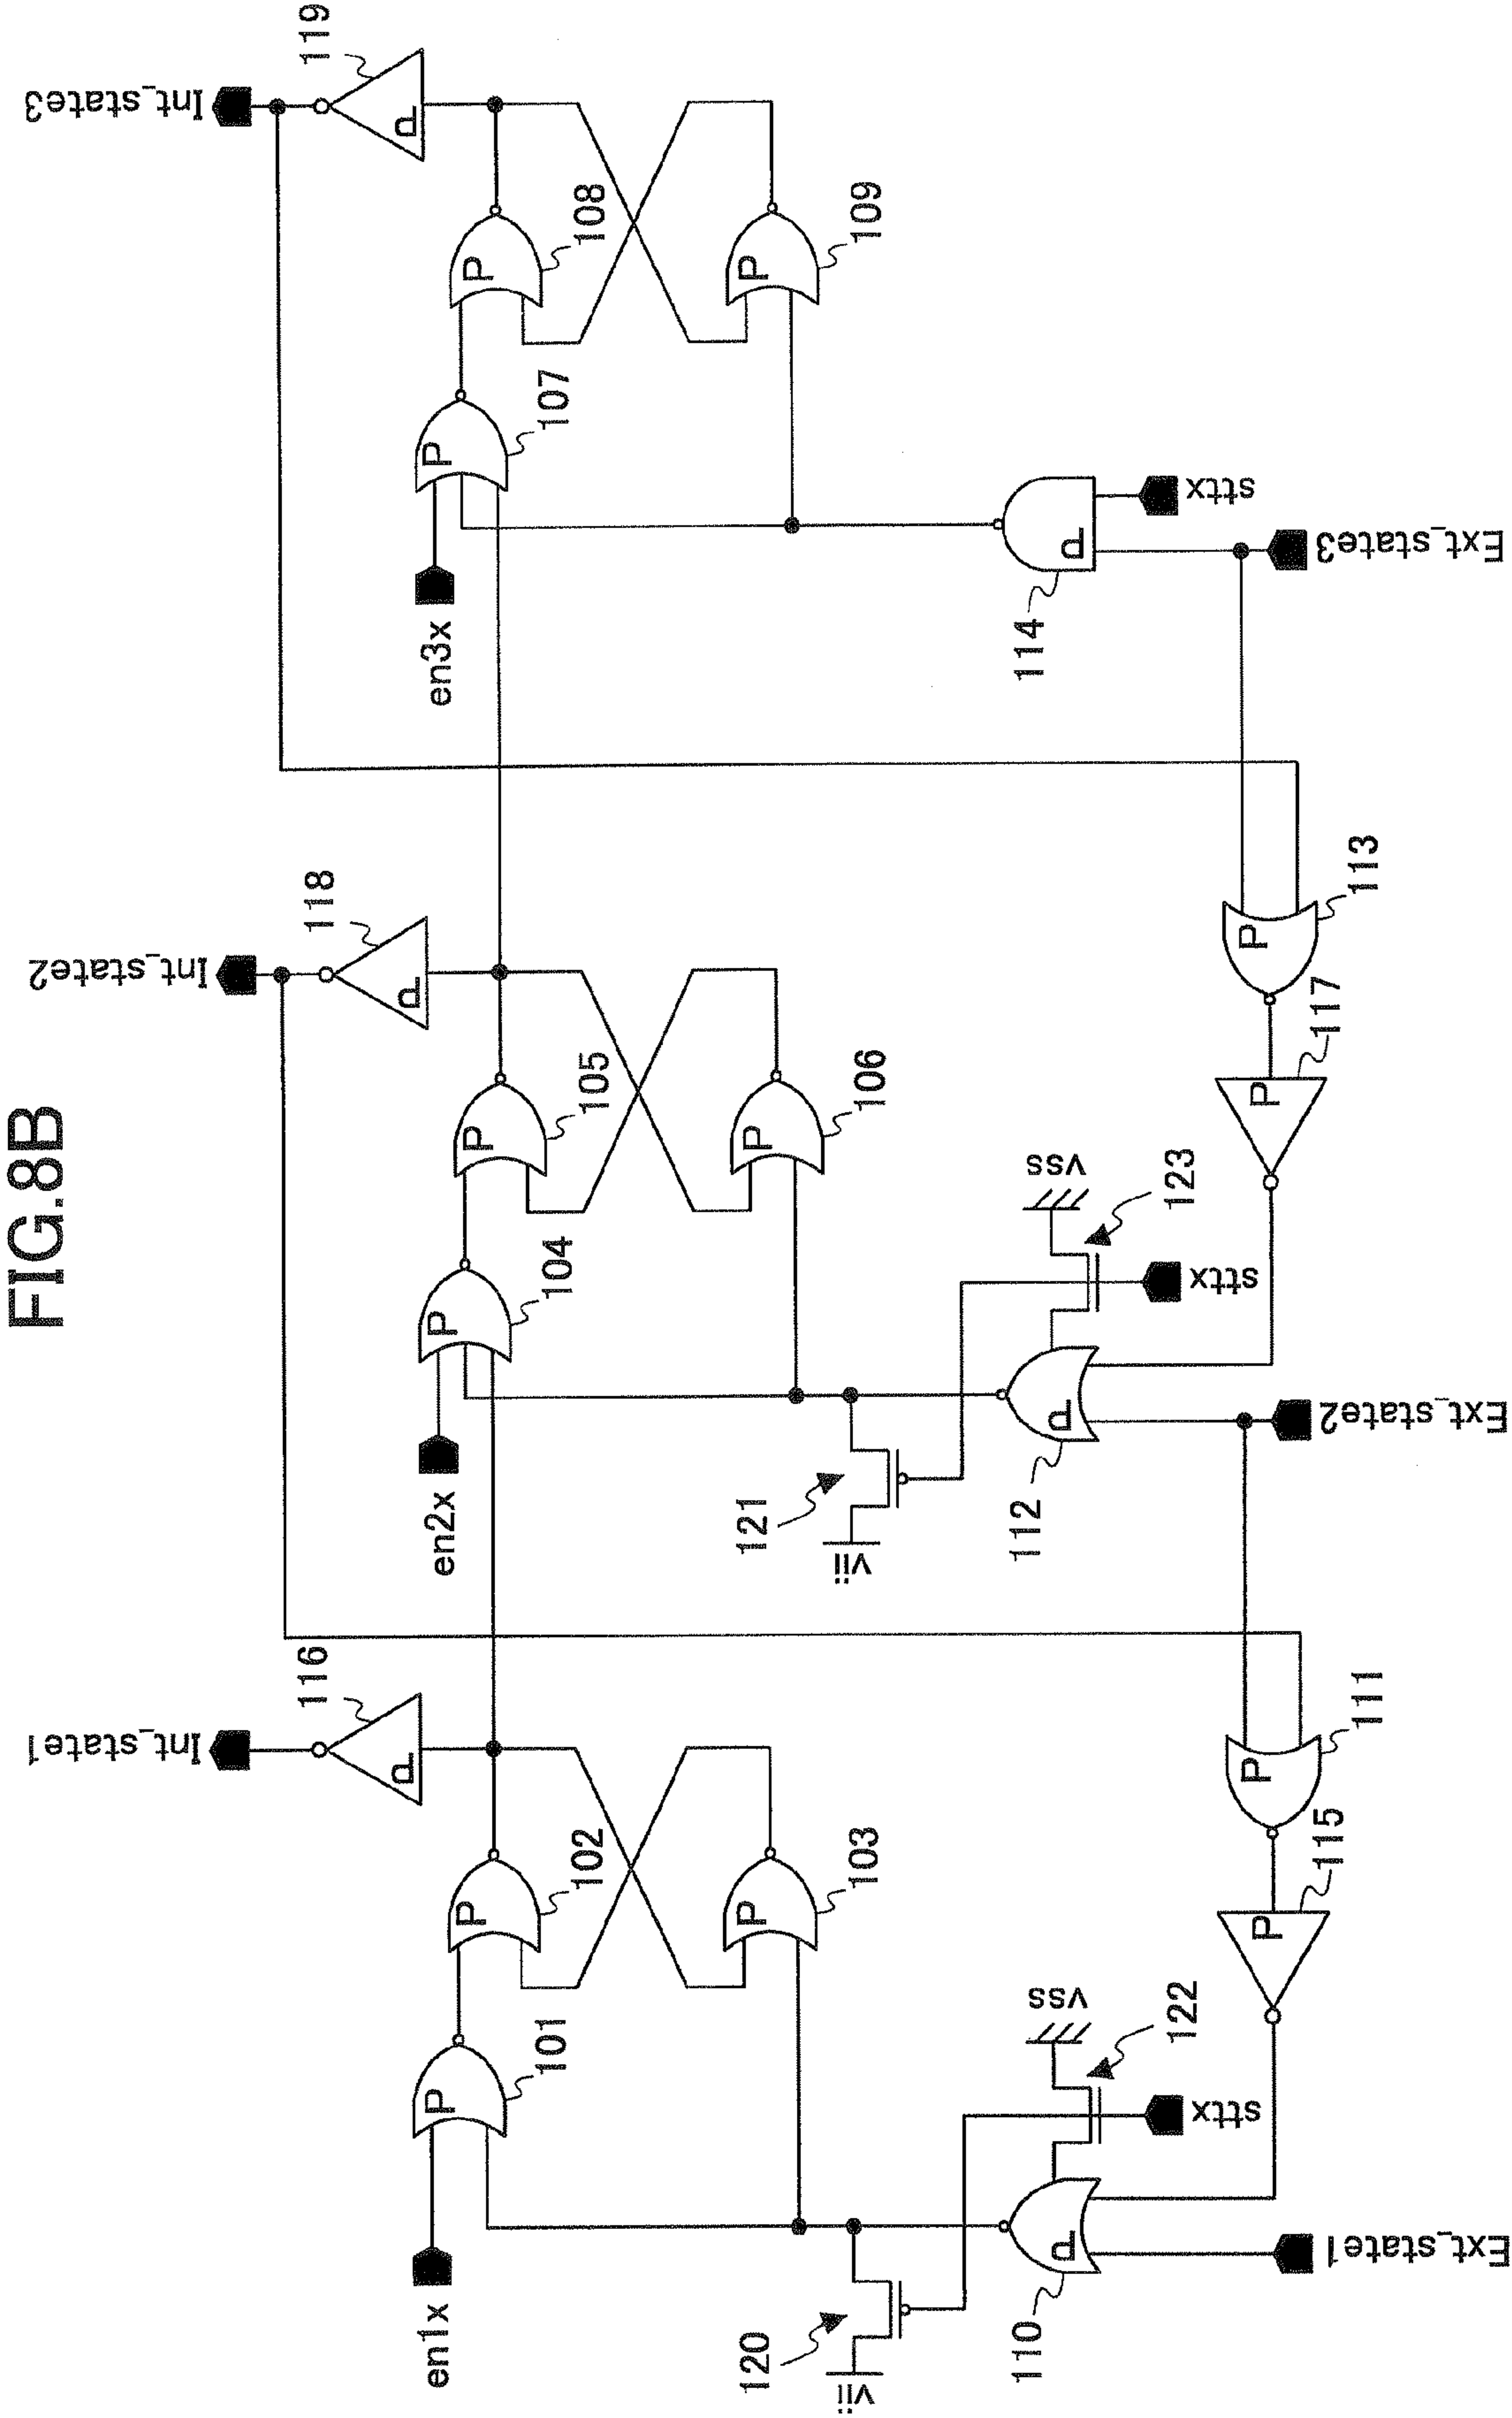 FIG.8B
Int_state1
Int_state2
Int_state3
116
118
119
en1x
P
101
P
102
P
P
103
en2x
P
104
P
105
P
P
106
en3x
P
107
P
108
P
P
109
vii
120
vii
121
P
110
VSS
122
sttx
P
112
VSS
123
sttx
P
114
sttx
P
115
P
111
P
117
P
113
Ext_state1
Ext_state2
Ext_state3